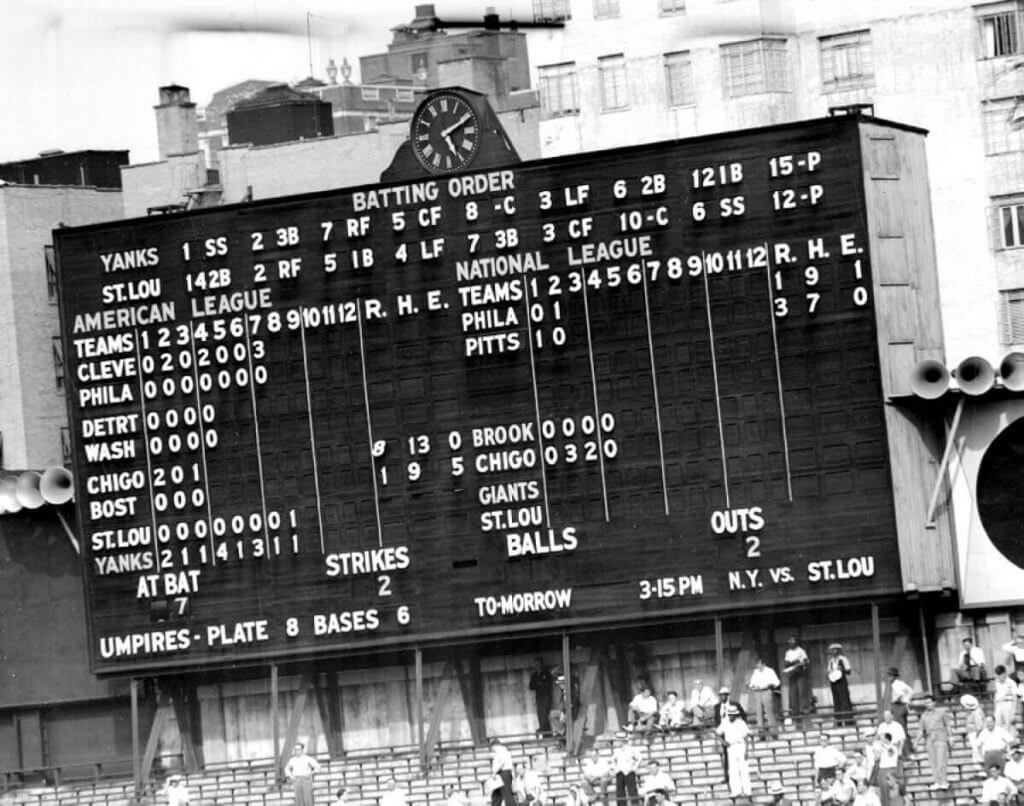 BATTING ORDER
YANKS 1 SS 2 3B 7 RF 5 CF 8 -C 3 LF 6 2B 12 1B 15-P
ST.LOU 14 2B 2 RF 5 1B 4 LF 7 3B 3 CF 10-C 6 SS 12-P
AMERICAN LEAGUE
TEAMS 1 2 3 4 5 6 7 8 9 10 11 12 R. H. E.
CLEVE 0 2 0 2 0 0 3
PHILA 0 0 0 0 0 0 0
DETRT 0 0 0 0
WASH 0 0 0 0
CHIGO 2 0 1
BOST 0 0 0
ST.LOU 0 0 0 0 0 0 0 1
YANKS 2 1 1 4 1 3 1 1
8 13 0
1 9 5
NATIONAL LEAGUE
TEAMS 1 2 3 4 5 6 7 8 9 10 11 12 R. H. E.
PHILA 0 1 1 9 1
PITTS 1 0 3 7 0
BROOK 0 0 0 0
CHIGO 0 3 2 0
GIANTS
ST.LOU
AT BAT STRIKES BALLS OUTS
7 2 2
UMPIRES - PLATE 8 BASES 6 TO-MORROW 3-15 PM N.Y. VS. ST.LOU